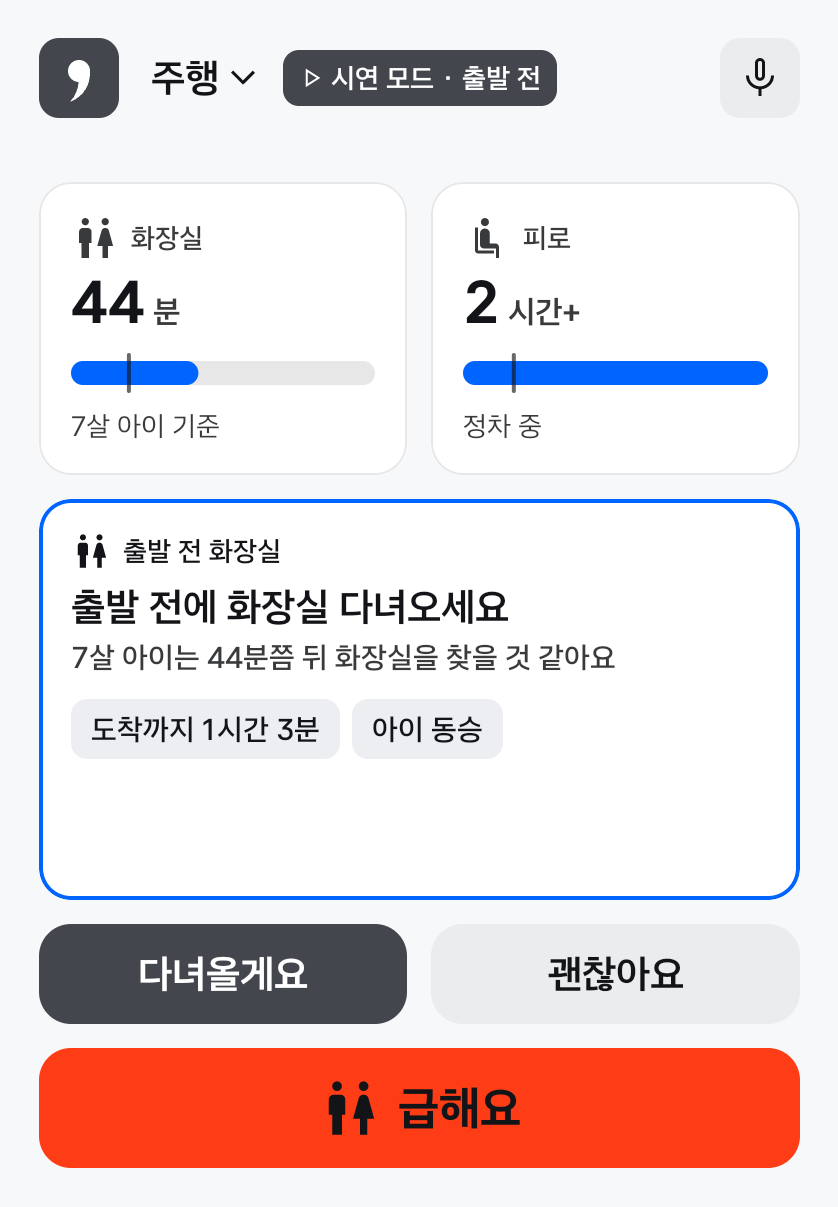 주행
시연 모드 · 출발 전
화장실
44 분
7살 아이 기준
피로
2 시간+
정차 중
출발 전 화장실
출발 전에 화장실 다녀오세요
7살 아이는 44분쯤 뒤 화장실을 찾을 것 같아요
도착까지 1시간 3분
아이 동승
다녀올게요
괜찮아요
급해요